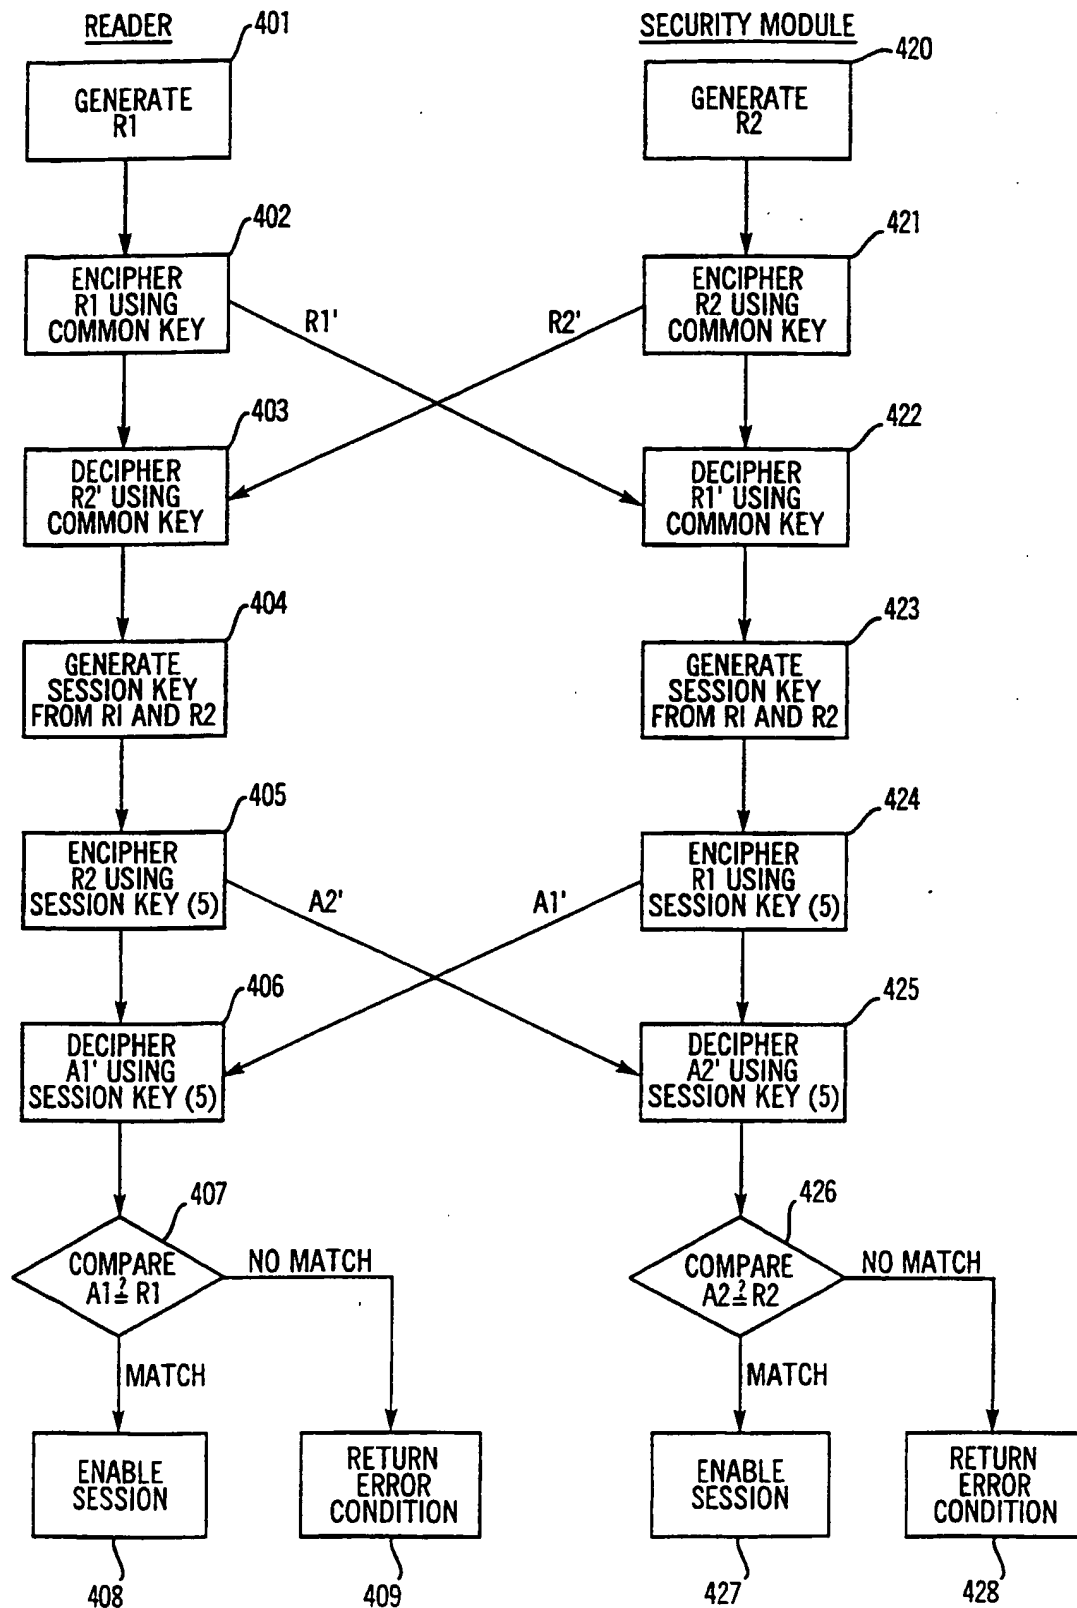 READER
401
GENERATE
R1
402
ENCIPHER
R1 USING
COMMON KEY
R1'
403
DECIPHER
R2' USING
COMMON KEY
404
GENERATE
SESSION KEY
FROM R1 AND R2
405
ENCIPHER
R2 USING
SESSION KEY (5)
A2'
406
DECIPHER
A1' USING
SESSION KEY (5)
407
COMPARE
A1 ≟ R1
NO MATCH
MATCH
ENABLE
SESSION
408
RETURN
ERROR
CONDITION
409
SECURITY MODULE
420
GENERATE
R2
421
ENCIPHER
R2 USING
COMMON KEY
R2'
422
DECIPHER
R1' USING
COMMON KEY
423
GENERATE
SESSION KEY
FROM R1 AND R2
424
ENCIPHER
R1 USING
SESSION KEY (5)
A1'
425
DECIPHER
A2' USING
SESSION KEY (5)
426
COMPARE
A2 ≟ R2
NO MATCH
MATCH
ENABLE
SESSION
427
RETURN
ERROR
CONDITION
428